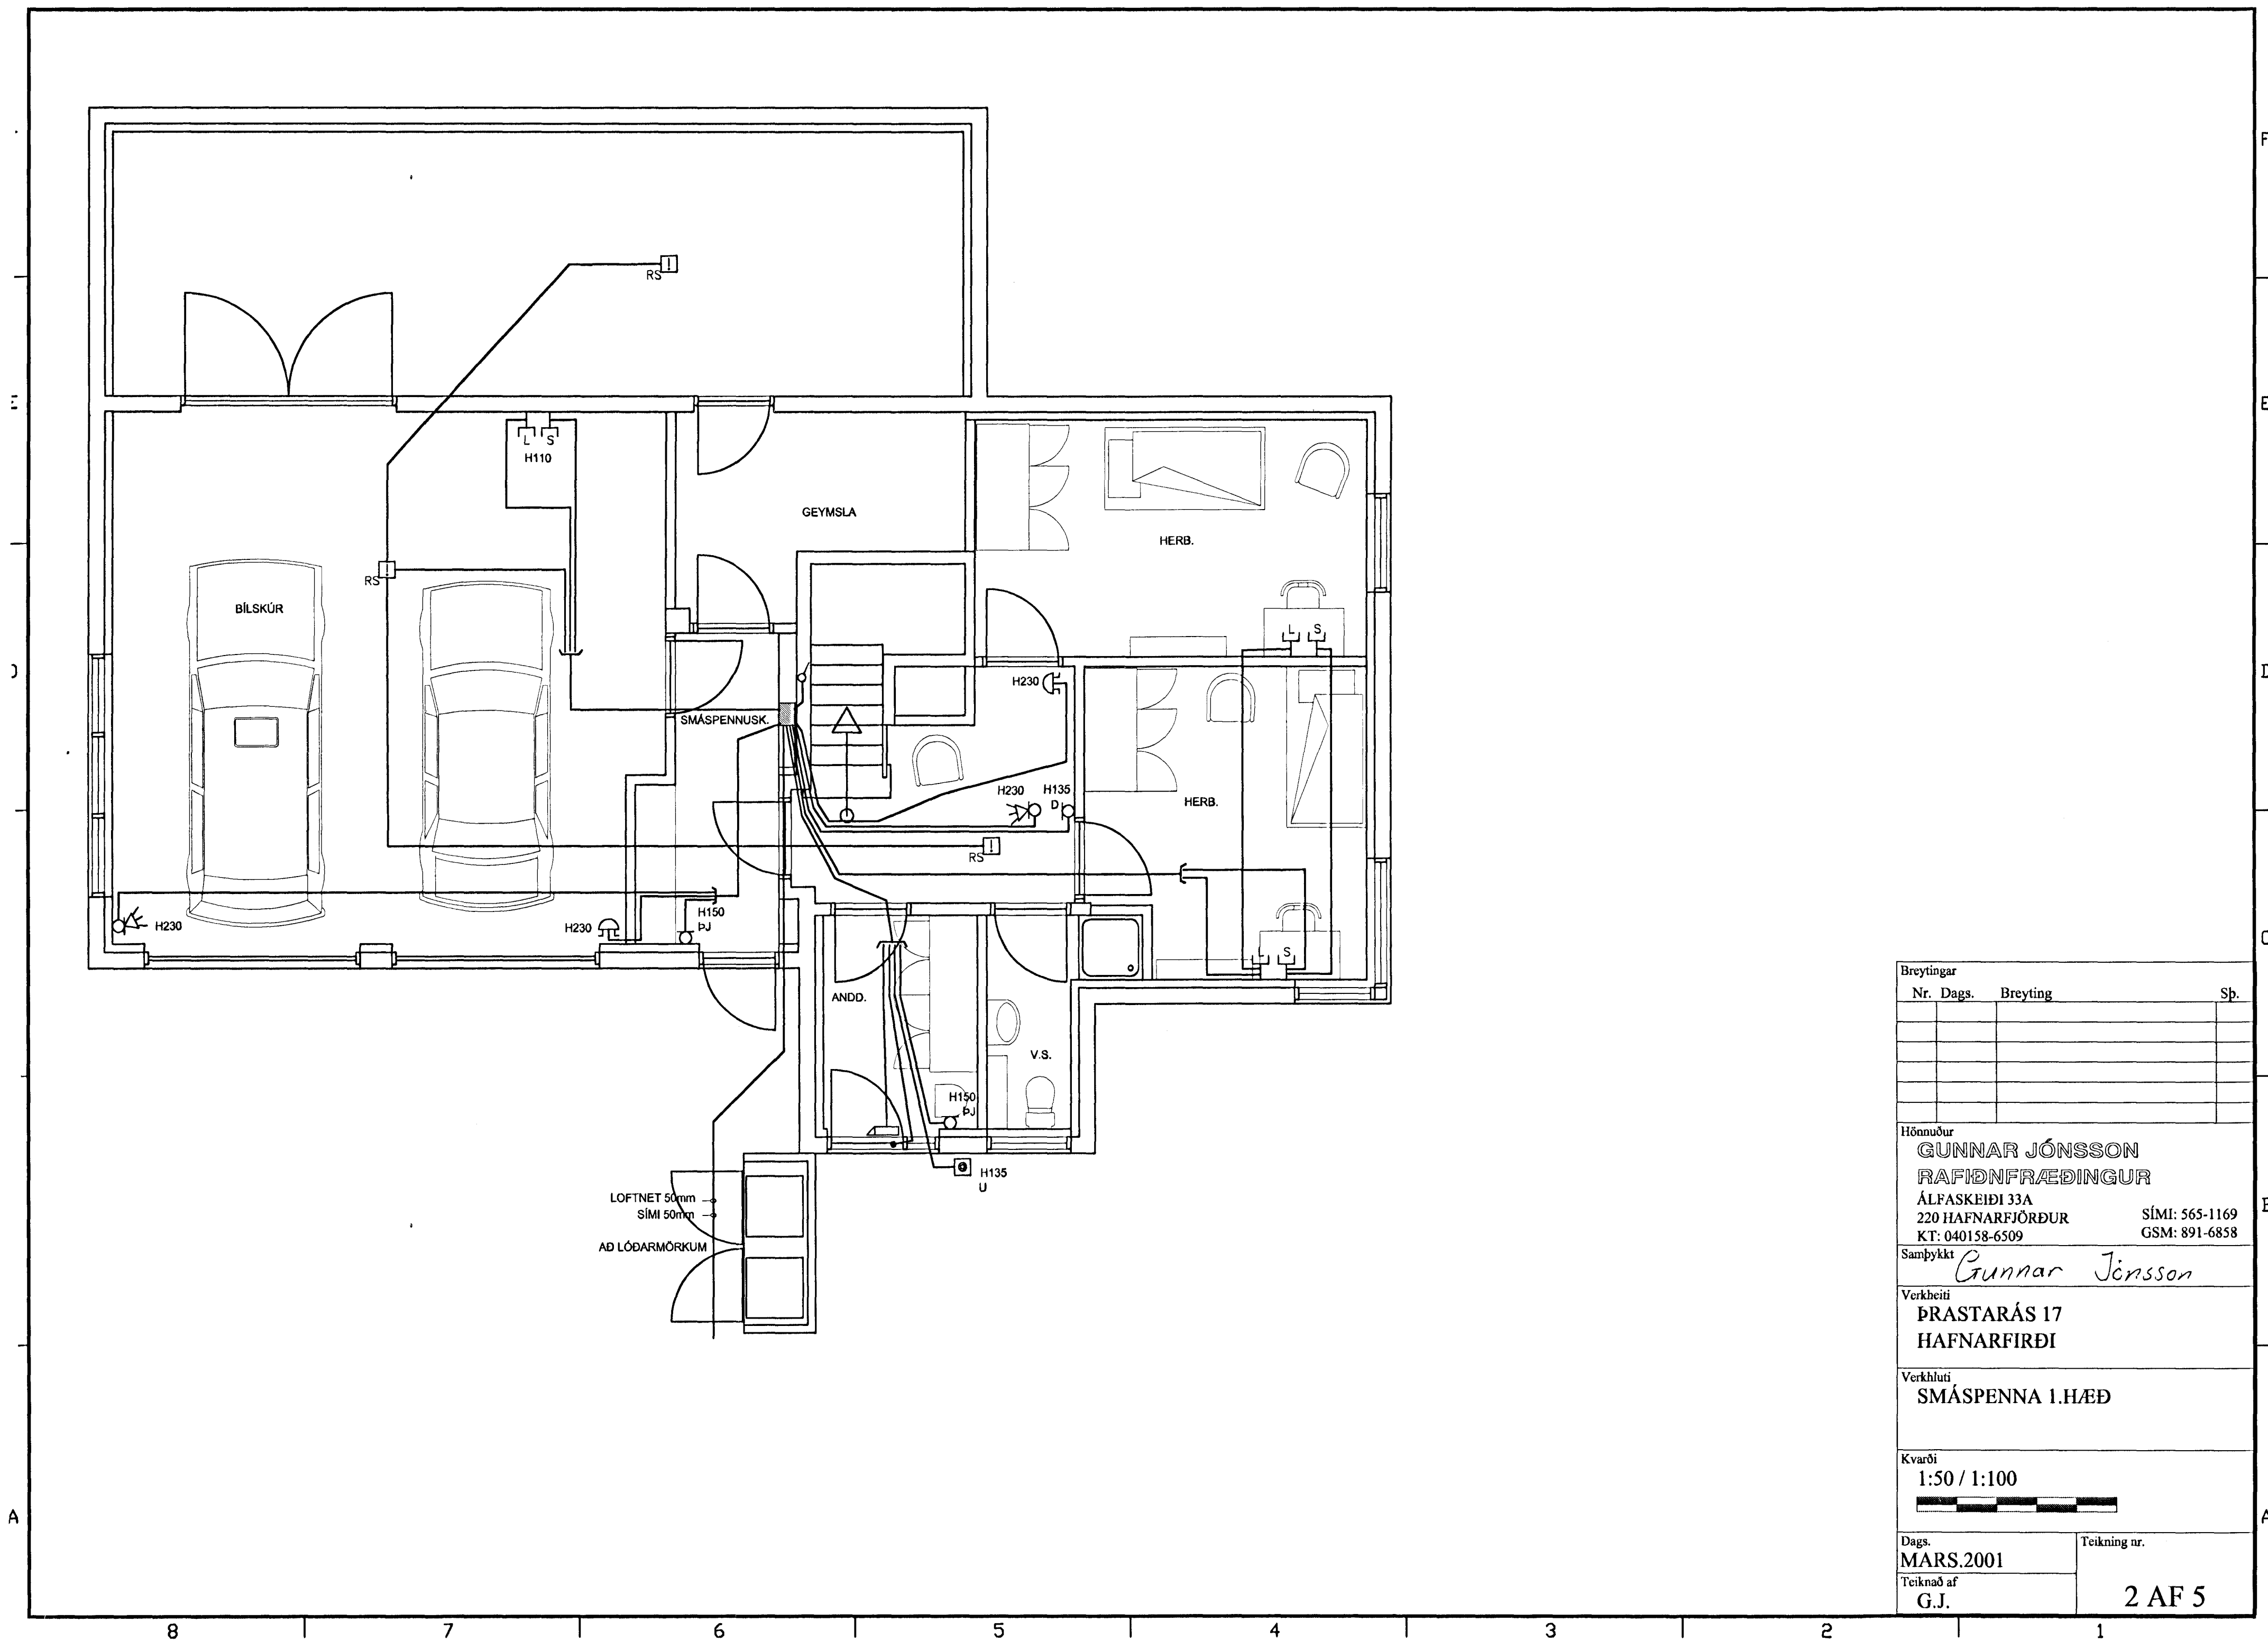 F
RS
E
E
L S
H110
GEYMSLA
HERB.
RS
BÍLSKÚR
L S
D
H230
SMÁSPENNUSK.
H230
H135
D
HERB.
RS
H150
ÞJ
H230
H230
L S
C
ANDD.
V.S.
H150
ÞJ
H135
U
LOFTNET 50mm
SÍMI 50mm
AÐ LÓÐARMÖRKUM
B
A
A
8 7 6 5 4 3 2 1
Breytingar
Nr. Dags. Breyting Sþ.
Hönnuður
GUNNAR JÓNSSON
RAFIÐNFRÆÐINGUR
ÁLFASKEIÐI 33A
220 HAFNARFJÖRÐUR SÍMI: 565-1169
KT: 040158-6509 GSM: 891-6858
Samþykkt Gunnar Jónsson
Verkheiti
ÞRASTARÁS 17
HAFNARFIRÐI
Verkhluti
SMÁSPENNA 1.HÆÐ
Kvarði
1:50 / 1:100
Dags.
MARS.2001
Teikning nr.
Teiknað af
G.J.
2 AF 5